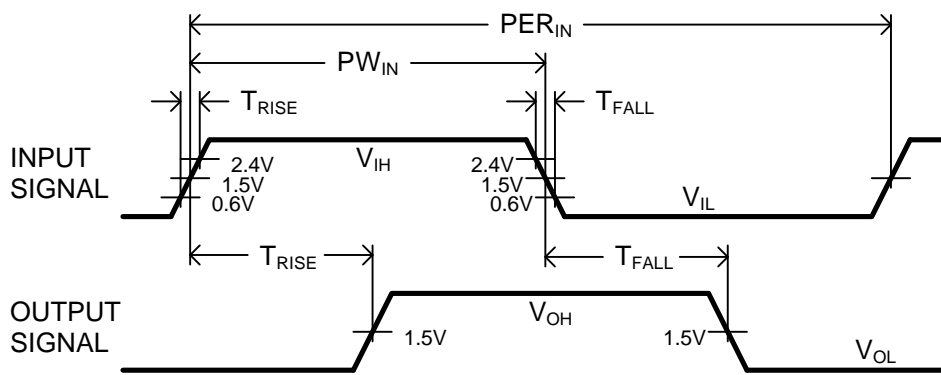 PER_IN
PW_IN
T_RISE
T_FALL
INPUT
SIGNAL
2.4V
1.5V
0.6V
V_IH
2.4V
1.5V
0.6V
V_IL
T_RISE
T_FALL
OUTPUT
SIGNAL
1.5V
V_OH
1.5V
V_OL